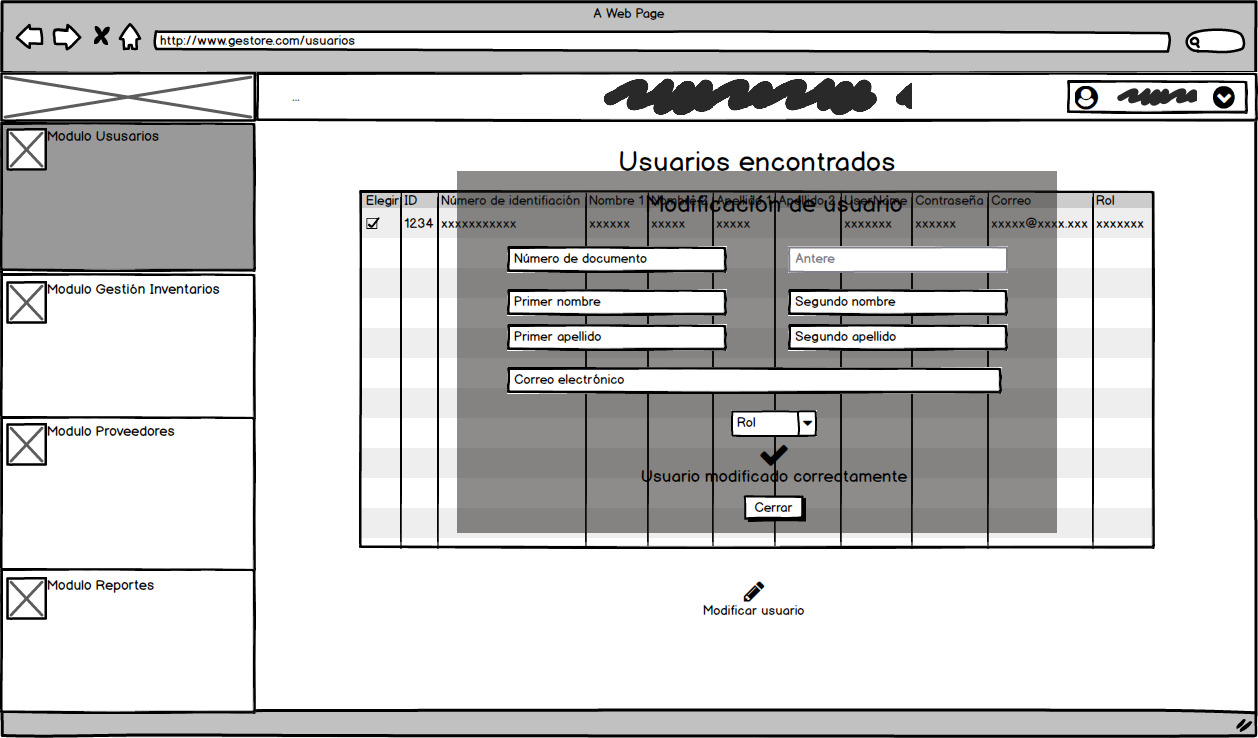 A Web Page
http://www.gestore.com/usuarios
...
Modulo Ususarios
Modulo Gestión Inventarios
Modulo Proveedores
Modulo Reportes
Usuarios encontrados
Elegir ID Número de identifiación Nombre 1 Nombre 2 Apellido 1 Apellido 2 UserName Contraseña Correo Rol
1234 xxxxxxxxxxx xxxxxx xxxxx xxxxx xxxxxxx xxxxxx xxxxx@xxxx.xxx xxxxxxx
Modificación de usuario
Número de documento Antere
Primer nombre Segundo nombre
Primer apellido Segundo apellido
Correo electrónico
Rol
Usuario modificado correctamente
Cerrar
Modificar usuario